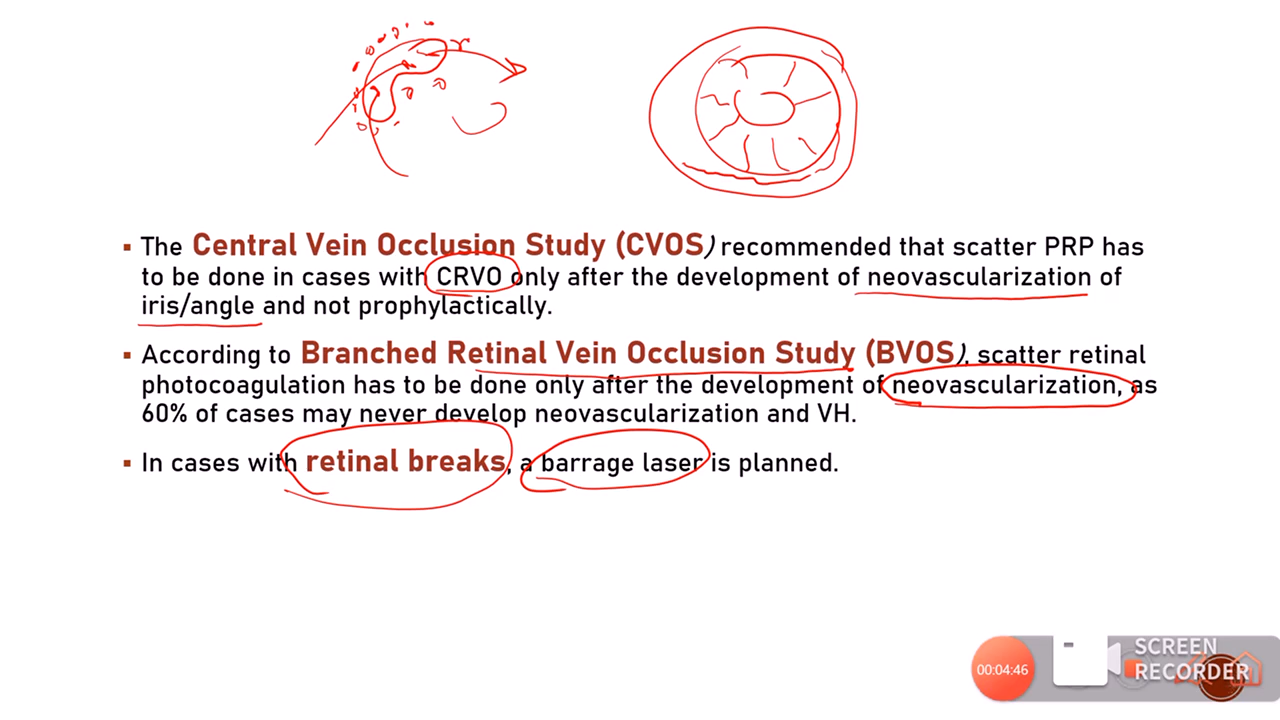 ▪ The Central Vein Occlusion Study (CVOS) recommended that scatter PRP has
to be done in cases with CRVO only after the development of neovascularization of
iris/angle and not prophylactically.
▪ According to Branched Retinal Vein Occlusion Study (BVOS), scatter retinal
photocoagulation has to be done only after the development of neovascularization, as
60% of cases may never develop neovascularization and VH.
▪ In cases with retinal breaks, a barrage laser is planned.
00:04:46
SCREEN
RECORDER